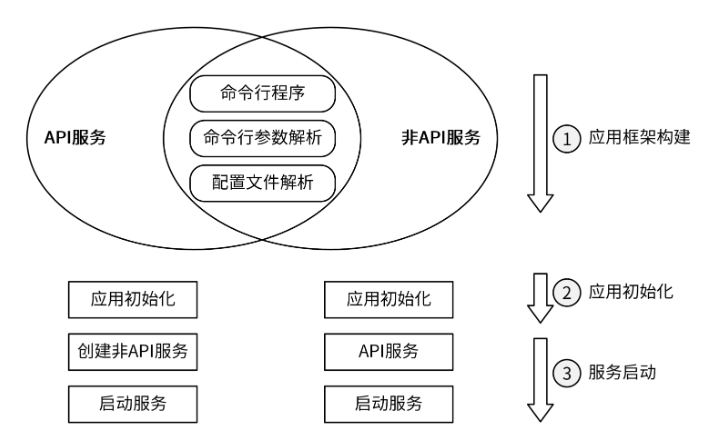 命令行程序
API服务
命令行参数解析
非API服务
① 应用框架构建
配置文件解析
应用初始化
应用初始化
② 应用初始化
创建非API服务
API服务
③ 服务启动
启动服务
启动服务